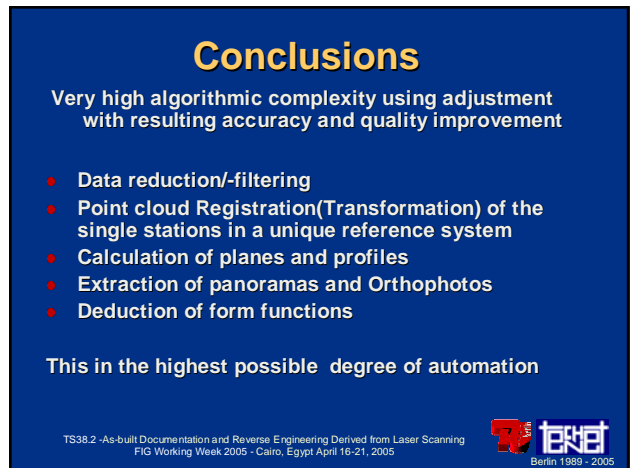 Conclusions
Very high algorithmic complexity using adjustment
with resulting accuracy and quality improvement
Data reduction/-filtering
Point cloud Registration(Transformation) of the
single stations in a unique reference system
Calculation of planes and profiles
Extraction of panoramas and Orthophotos
Deduction of form functions
This in the highest possible degree of automation
TS38.2 -As-built Documentation and Reverse Engineering Derived from Laser Scanning
FIG Working Week 2005 - Cairo, Egypt April 16-21, 2005
Berlin
technet
Berlin 1989 - 2005